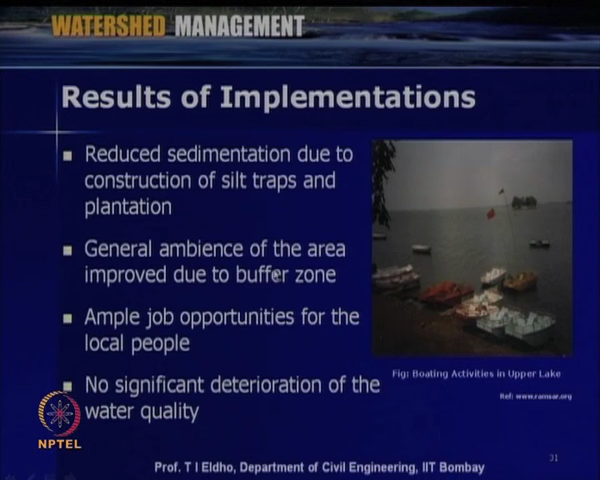 WATERSHED MANAGEMENT
Results of Implementations
Reduced sedimentation due to
construction of silt traps and
plantation
General ambience of the area
improved due to buffer zone
Ample job opportunities for the
local people
No significant deterioration of the
water quality
Fig: Boating Activities in Upper Lake
Ref: www.ramsar.org
NPTEL
Prof. T I Eldho, Department of Civil Engineering, IIT Bombay
31